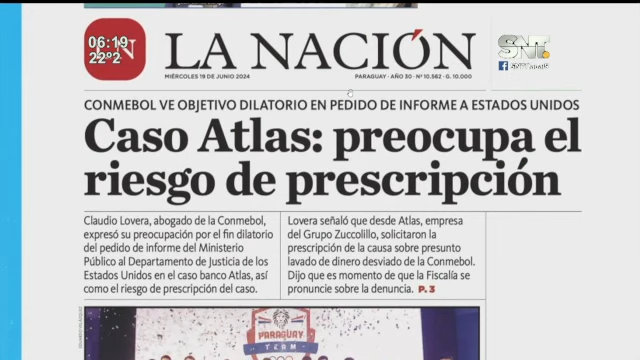 06:19
22º2
LN
LA NACIÓN
MIÉRCOLES 19 DE JUNIO 2024
PARAGUAY - AÑO 30 - Nº 10.562 - G. 10.000
SNT
CONMEBOL VE OBJETIVO DILATORIO EN PEDIDO DE INFORME A ESTADOS UNIDOS
Caso Atlas: preocupa el
riesgo de prescripción
Claudio Lovera, abogado de la Conmebol,
expresó su preocupación por el fin dilatorio
del pedido de informe del Ministerio
Público al Departamento de Justicia de los
Estados Unidos en el caso banco Atlas, así
como el riesgo de prescripción del caso.
Lovera señaló que desde Atlas, empresa
del Grupo Zuccolillo, solicitaron la
prescripción de la causa sobre presunto
lavado de dinero desviado de la Conmebol.
Dijo que es momento de que la Fiscalía se
pronuncie sobre la denuncia. P. 3
PARAGUAY
TEAM